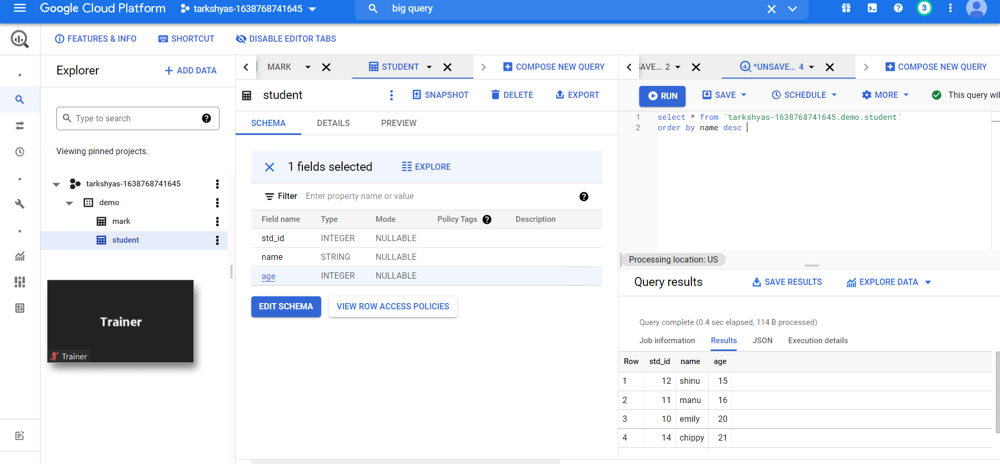 Google Cloud Platform
tarkshyas-1638768741645
big query
3
FEATURES & INFO
SHORTCUT
DISABLE EDITOR TABS
Explorer
ADD DATA
Type to search
Viewing pinned projects.
tarkshyas-1638768741645
demo
mark
student
Trainer
Trainer
MARK
STUDENT
COMPOSE NEW QUERY
student
SNAPSHOT
DELETE
EXPORT
SCHEMA DETAILS PREVIEW
1 fields selected
EXPLORE
Filter Enter property name or value
Field name Type Mode Policy Tags Description
std_id INTEGER NULLABLE
name STRING NULLABLE
age INTEGER NULLABLE
EDIT SCHEMA
VIEW ROW ACCESS POLICIES
AVE... 2
*UNSAVE... 4
COMPOSE NEW QUERY
RUN
SAVE
SCHEDULE
MORE
This query wil
1 select * from `tarkshyas-1638768741645.demo.student`
2 order by name desc
Processing location: US
Query results
SAVE RESULTS
EXPLORE DATA
Query complete (0.4 sec elapsed, 114 B processed)
Job information Results JSON Execution details
Row std_id name age
1 12 shinu 15
2 11 manu 16
3 10 emily 20
4 14 chippy 21